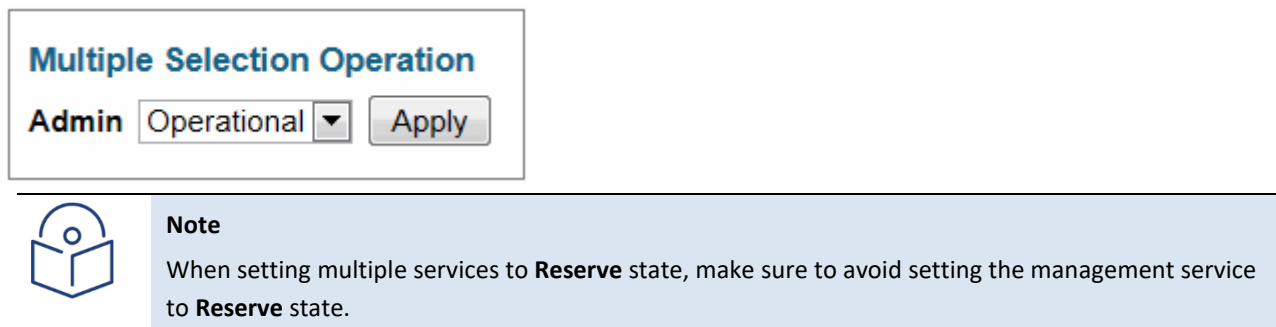 Multiple Selection Operation
Admin Operational Apply
Note
When setting multiple services to Reserve state, make sure to avoid setting the management service
to Reserve state.